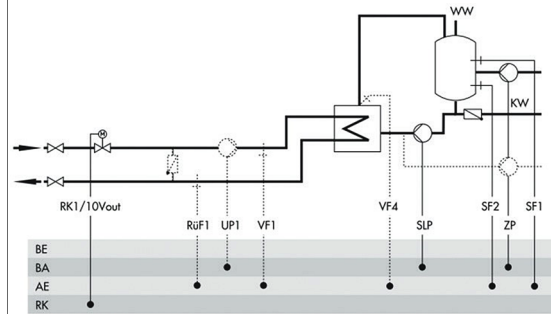 WW
M
KW
RK1/10Vout
RüF1 UP1 VF1 VF4 SLP SF2 ZP SF1
BE
BA
AE
RK